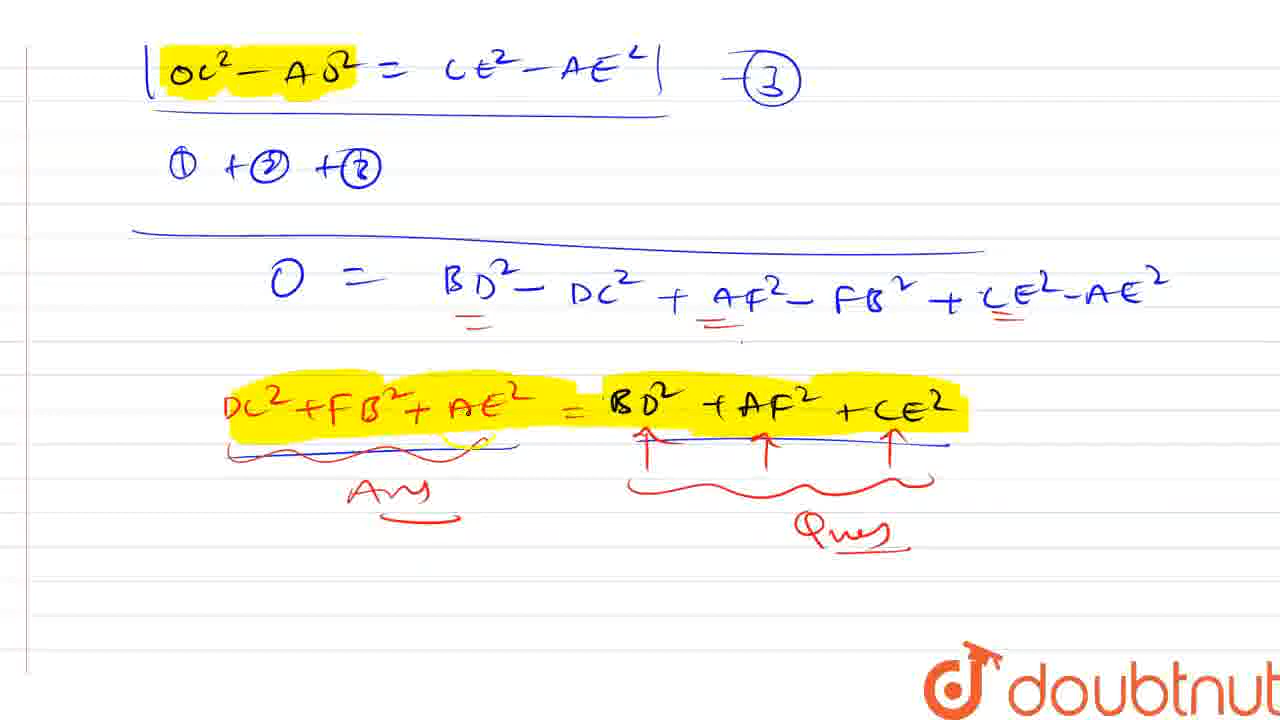 OC² - AO² = CE² - AE² - ③
① + ② + ③
0 = BD² - DC² + AF² - FB² + CE² - AE²
DC² + FB² + AE² = BD² + AF² + CE²
Ans
Ques
doubtnut